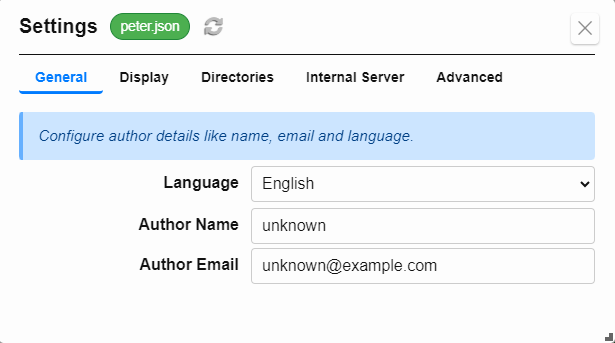 Settings peter.json
General Display Directories Internal Server Advanced
Configure author details like name, email and language.
Language English
Author Name unknown
Author Email unknown@example.com